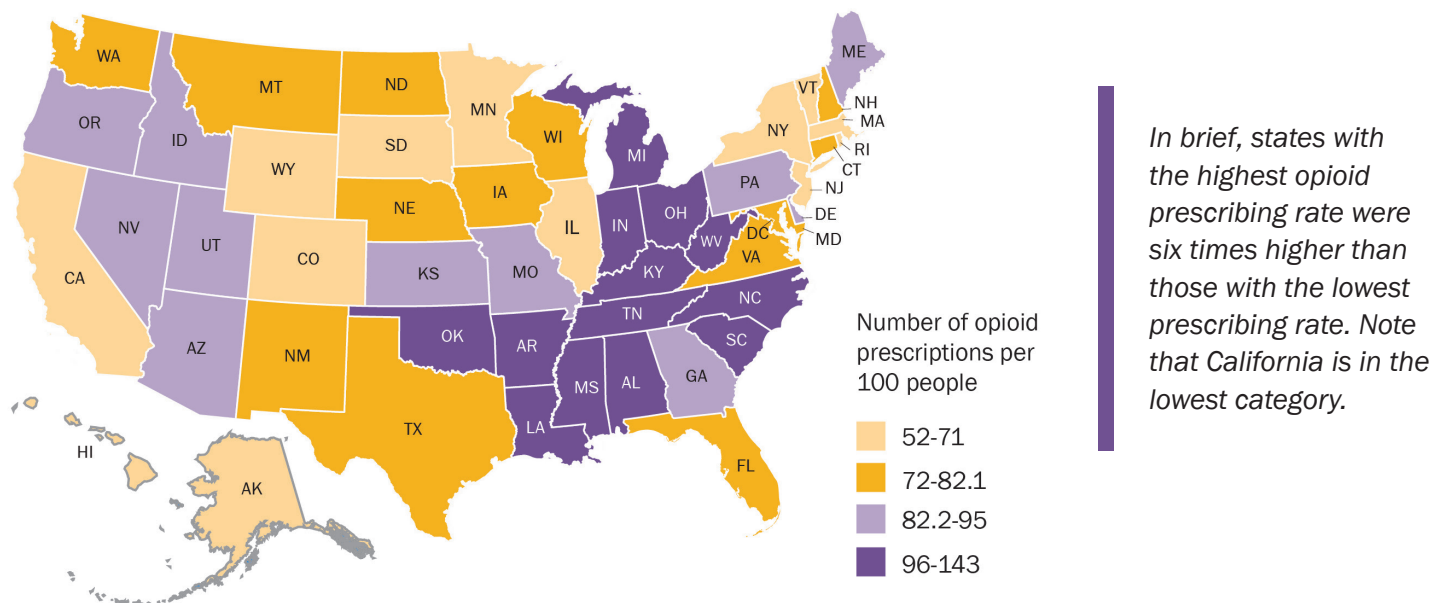 WA
MT
ND
MN
ME
VT
NH
MA
OR
ID
WI
NY
RI
CT
SD
MI
WY
PA
NJ
IA
NE
OH
DE
NV
UT
IL
IN
DC
MD
WV
VA
CO
CA
KS
MO
KY
NC
TN
OK
AR
SC
AZ
NM
MS
AL
GA
TX
LA
HI
AK
FL
Number of opioid
prescriptions per
100 people
52-71
72-82.1
82.2-95
96-143
In brief, states with
the highest opioid
prescribing rate were
six times higher than
those with the lowest
prescribing rate. Note
that California is in the
lowest category.